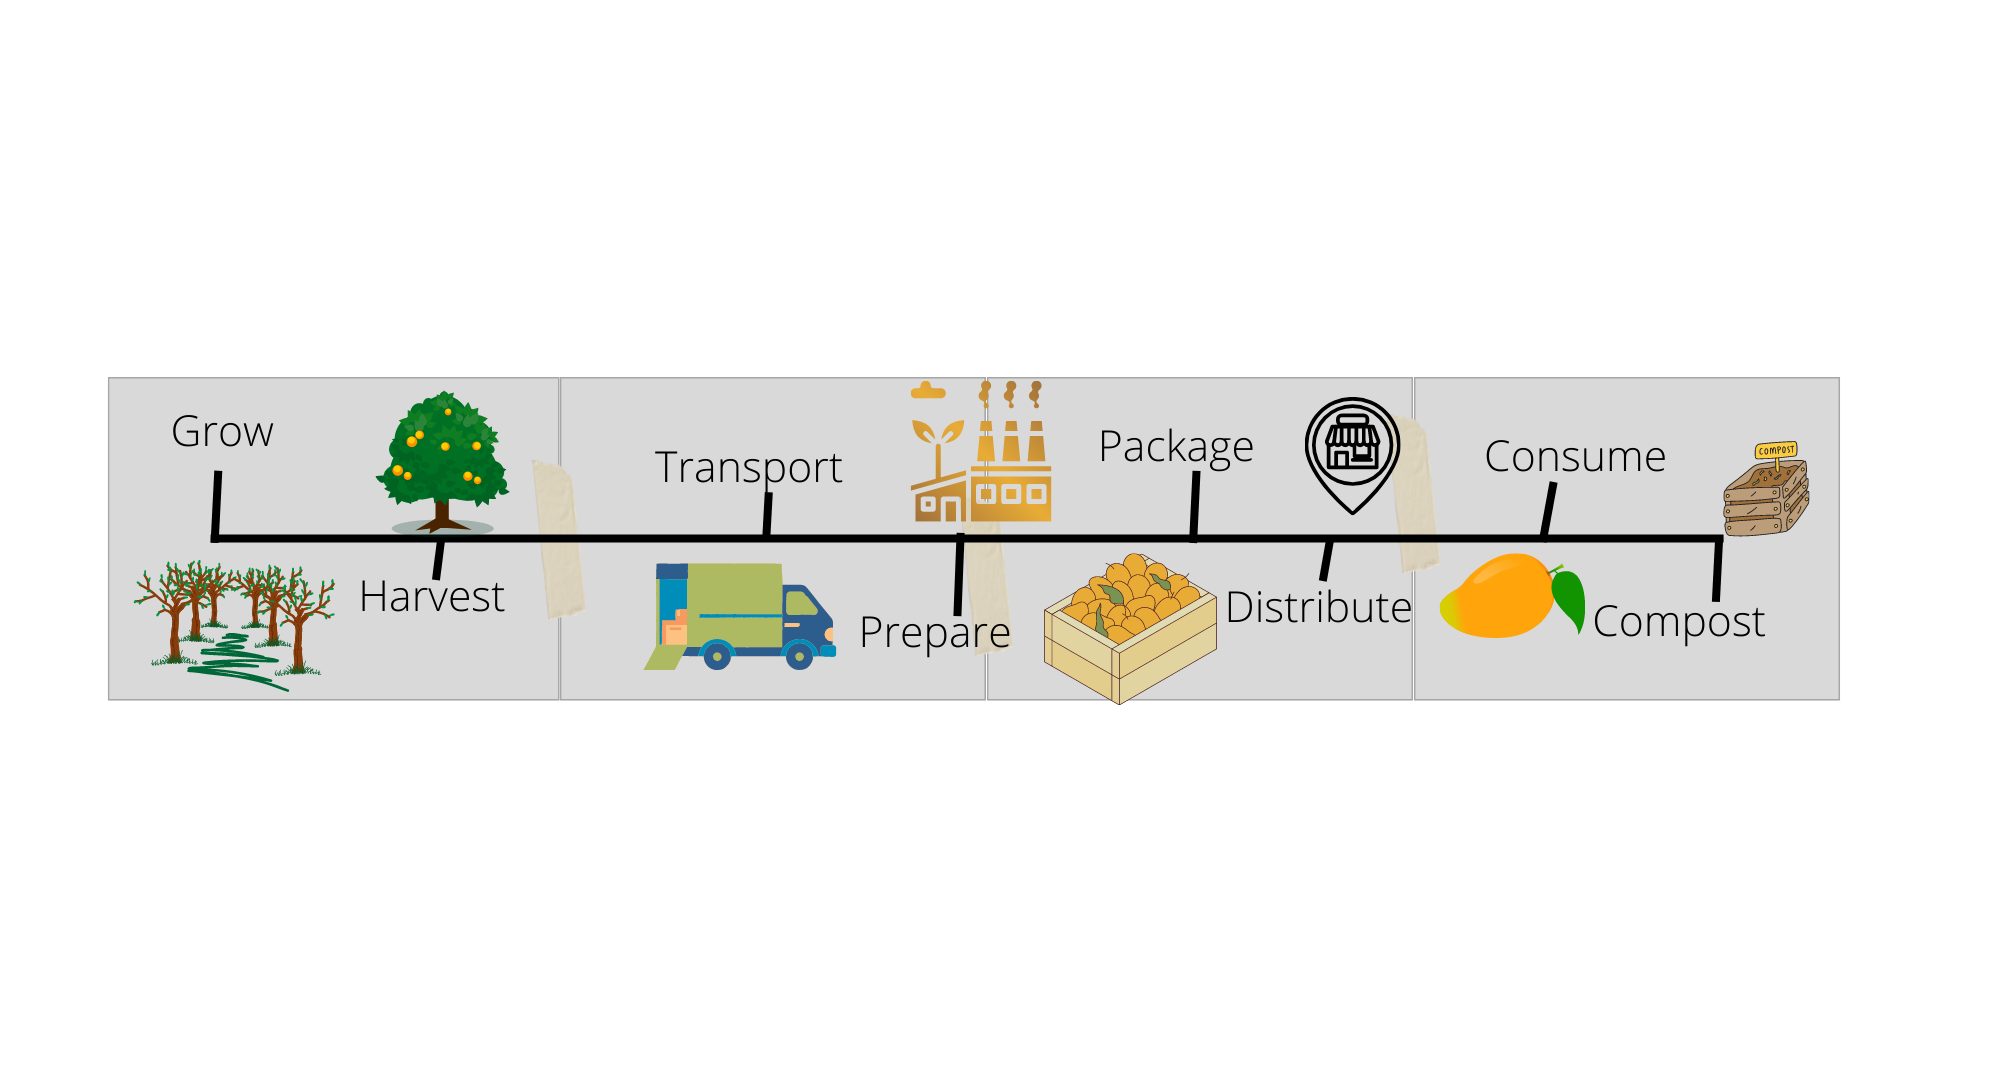 Grow
Harvest
Transport
Prepare
Package
Distribute
Consume
Compost
COMPOST